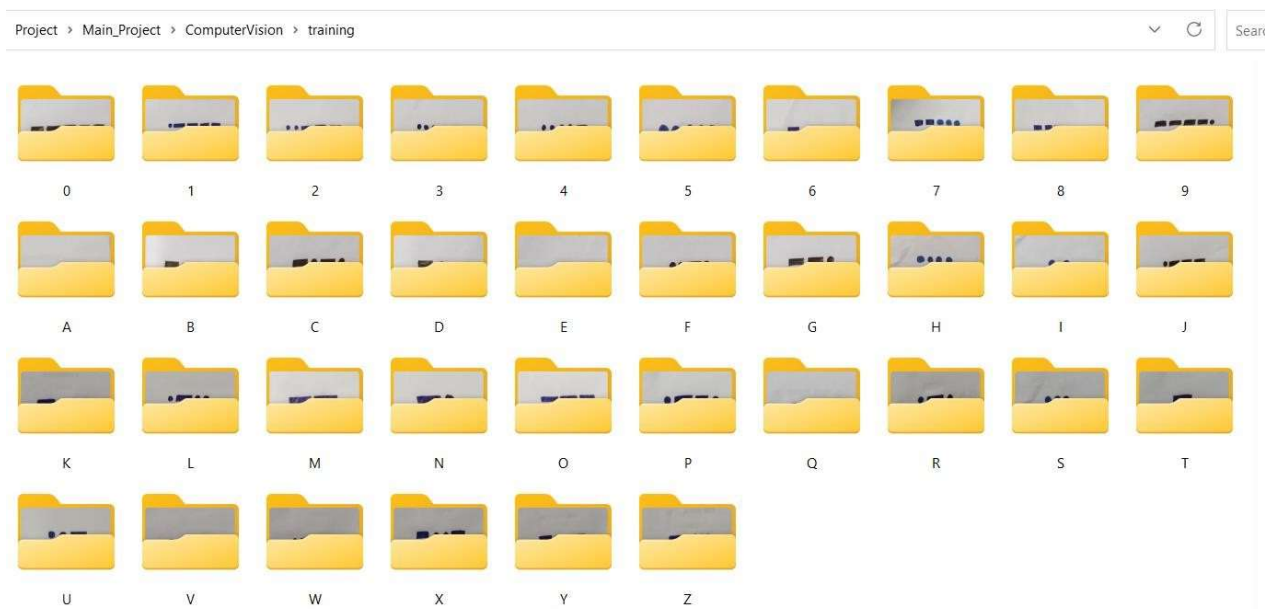 Project > Main_Project > ComputerVision > training
Searc
0 1 2 3 4 5 6 7 8 9
A B C D E F G H I J
K L M N O P Q R S T
U V W X Y Z